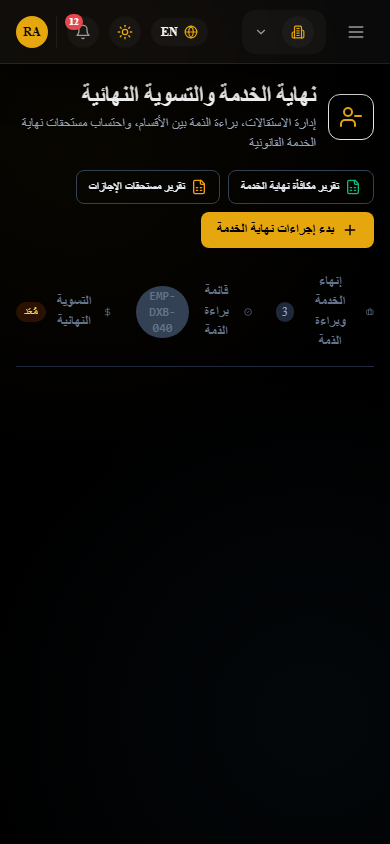 RA
12
EN
نهاية الخدمة والتسوية النهائية
إدارة الاستقالات، براءة الذمة بين الأقسام، واحتساب مستحقات نهاية
الخدمة القانونية
تقرير مكافأة نهاية الخدمة
تقرير مستحقات الإجازات
بدء إجراءات نهاية الخدمة
إنهاء
الخدمة
وبراءة
الذمة
3
قائمة
براءة
الذمة
EMP-
DXB-
040
التسوية
النهائية
مُعَد